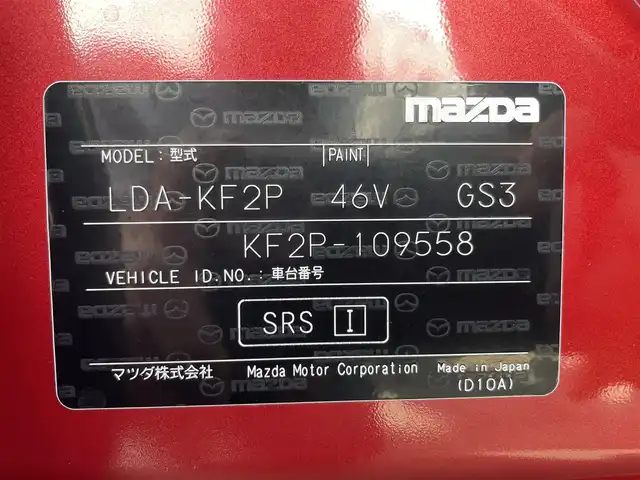 mazda
MODEL：型式 PAINT
LDA-KF2P 46V GS3
KF2P-109558
VEHICLE ID.NO.：車台番号
SRS I
マツダ株式会社 Mazda Motor Corporation Made in Japan
(D10A)